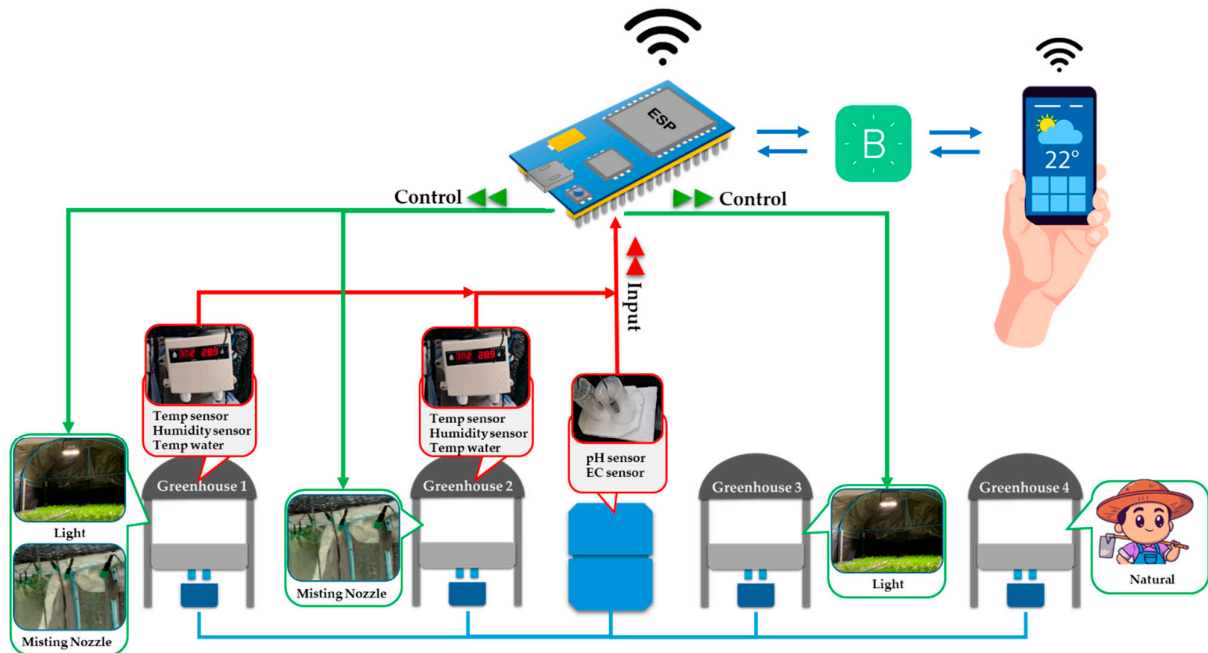 ESP
B
22°
Control
Control
Input
Temp sensor
Humidity sensor
Temp water
Temp sensor
Humidity sensor
Temp water
pH sensor
EC sensor
Greenhouse 1
Greenhouse 2
Greenhouse 3
Greenhouse 4
Light
Misting Nozzle
Misting Nozzle
Light
Natural